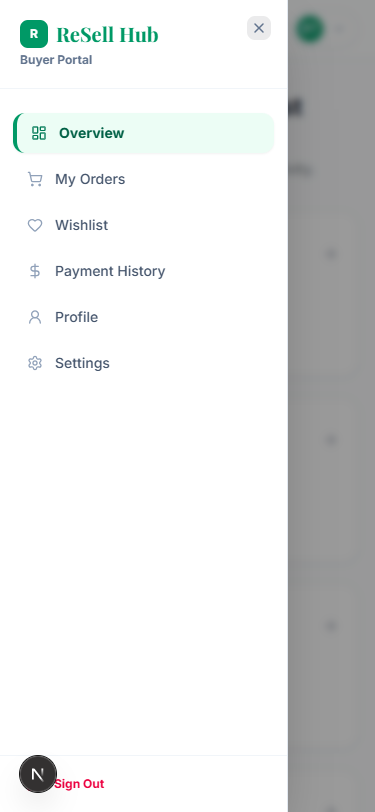 R ReSell Hub
Buyer Portal
Overview
My Orders
Wishlist
Payment History
Profile
Settings
N Sign Out